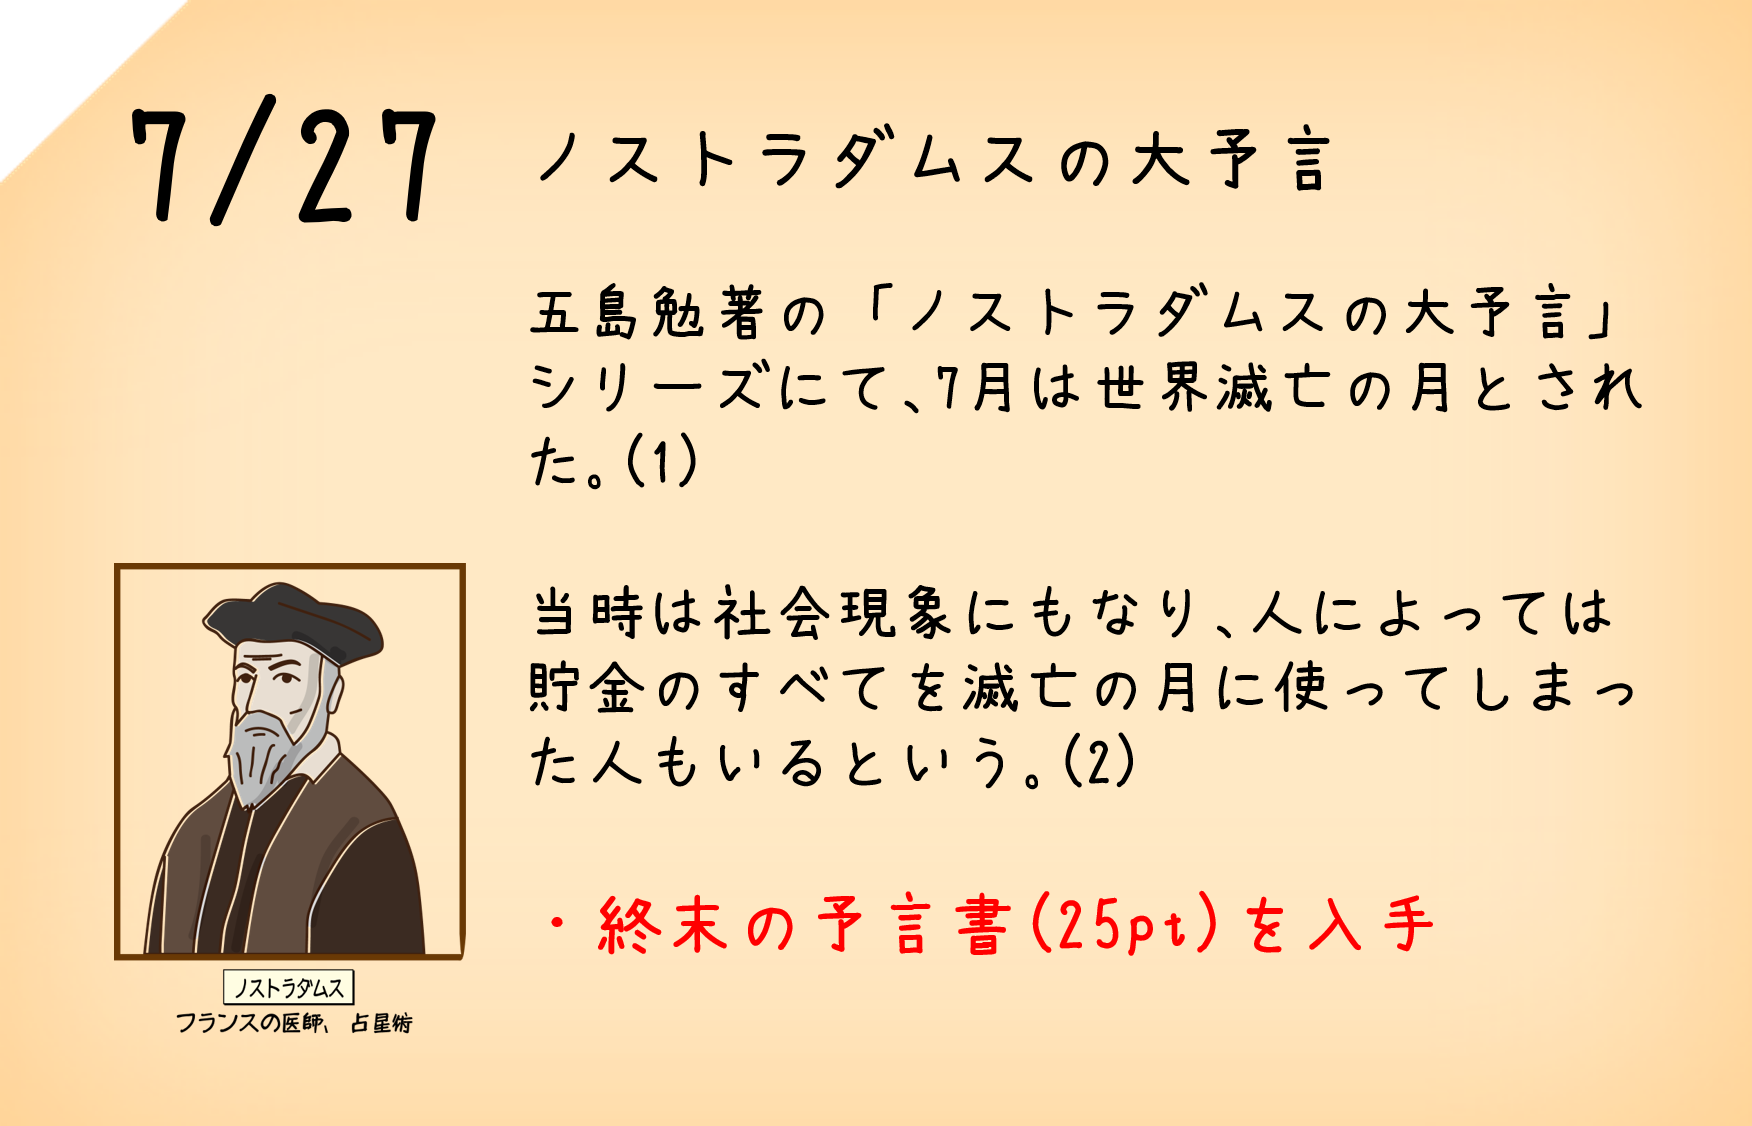 7/27
ノストラダムスの大予言
五島勉著の「ノストラダムスの大予言」
シリーズにて、7月は世界滅亡の月とされ
た。(1)
当時は社会現象にもなり、人によっては
貯金のすべてを滅亡の月に使ってしまっ
た人もいるという。(2)
・終末の予言書(25pt)を入手
ノストラダムス
フランスの医師、占星術